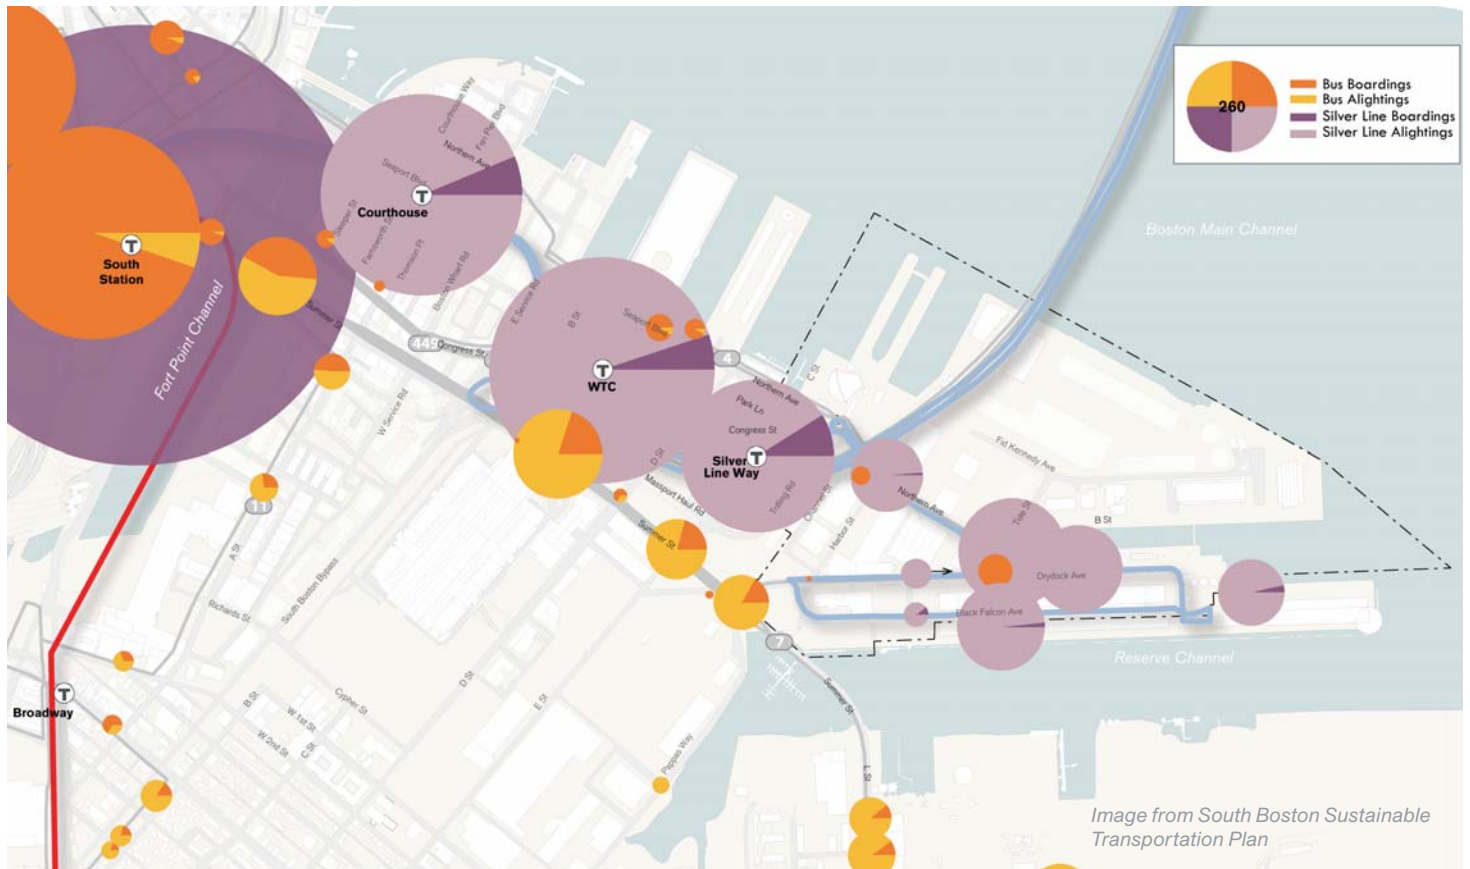 260
Bus Boardings
Bus Alightings
Silver Line Boardings
Silver Line Alightings
Courthouse Way
Fan Pier Blvd
Northern Ave
Seaport Blvd
T
Courthouse
Sleeper St
Farnsworth St
Thomson Pl
Boston Wharf Rd
T
South
Station
Fort Point Channel
Summer St
449
Congress St
E Service Rd
B St
Seaport Blvd
T
WTC
4
Northern Ave
C St
Park Ln
Congress St
T
Silver
Line Way
Boston Main Channel
W Service Rd
D St
Massport Haul Rd
Trilling Rd
Channel St
Harbor St
Northern Ave
Fid Kennedy Ave
Tide St
B St
Drydock Ave
Black Falcon Ave
Reserve Channel
11
A St
Summer St
South Boston Bypass
Richards St
7
Summer St
T
Broadway
B St
W 1st St
W 2nd St
C St
Cypher St
D St
E St
Pappas Way
L St
Image from South Boston Sustainable
Transportation Plan